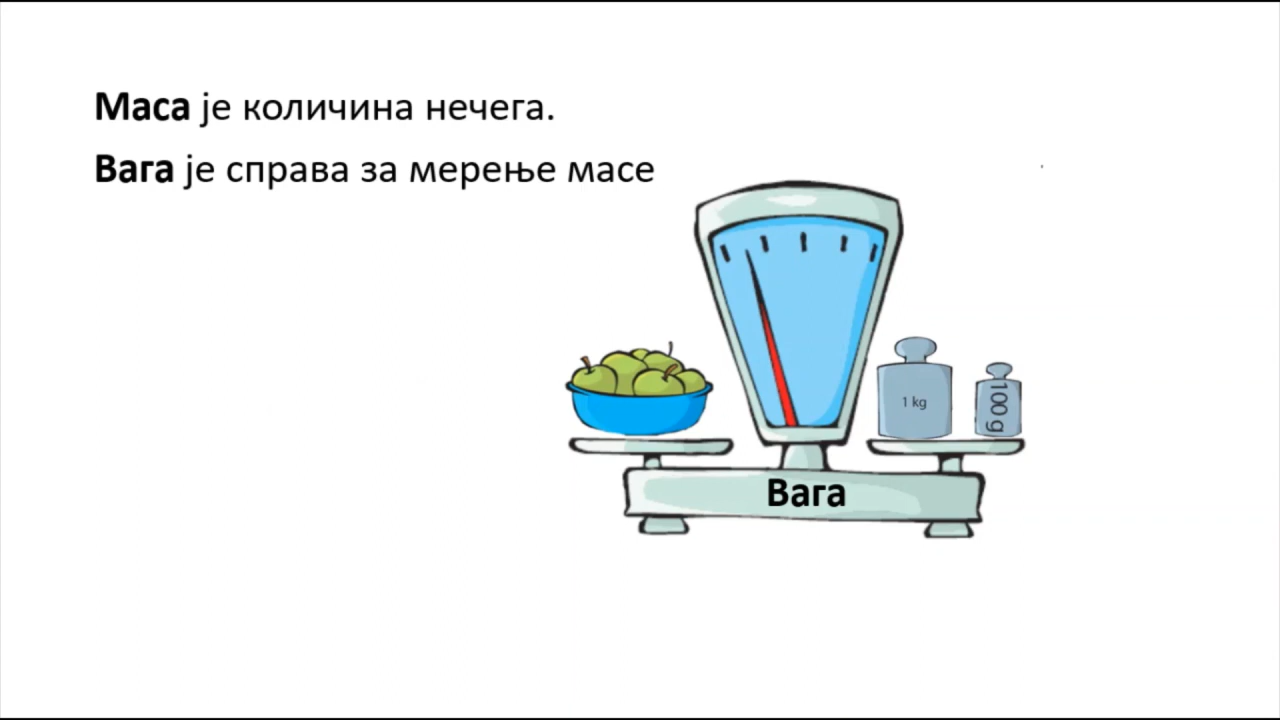 Маса је количина нечега.
Вага је справа за мерење масе
1 kg
100 g
Вага